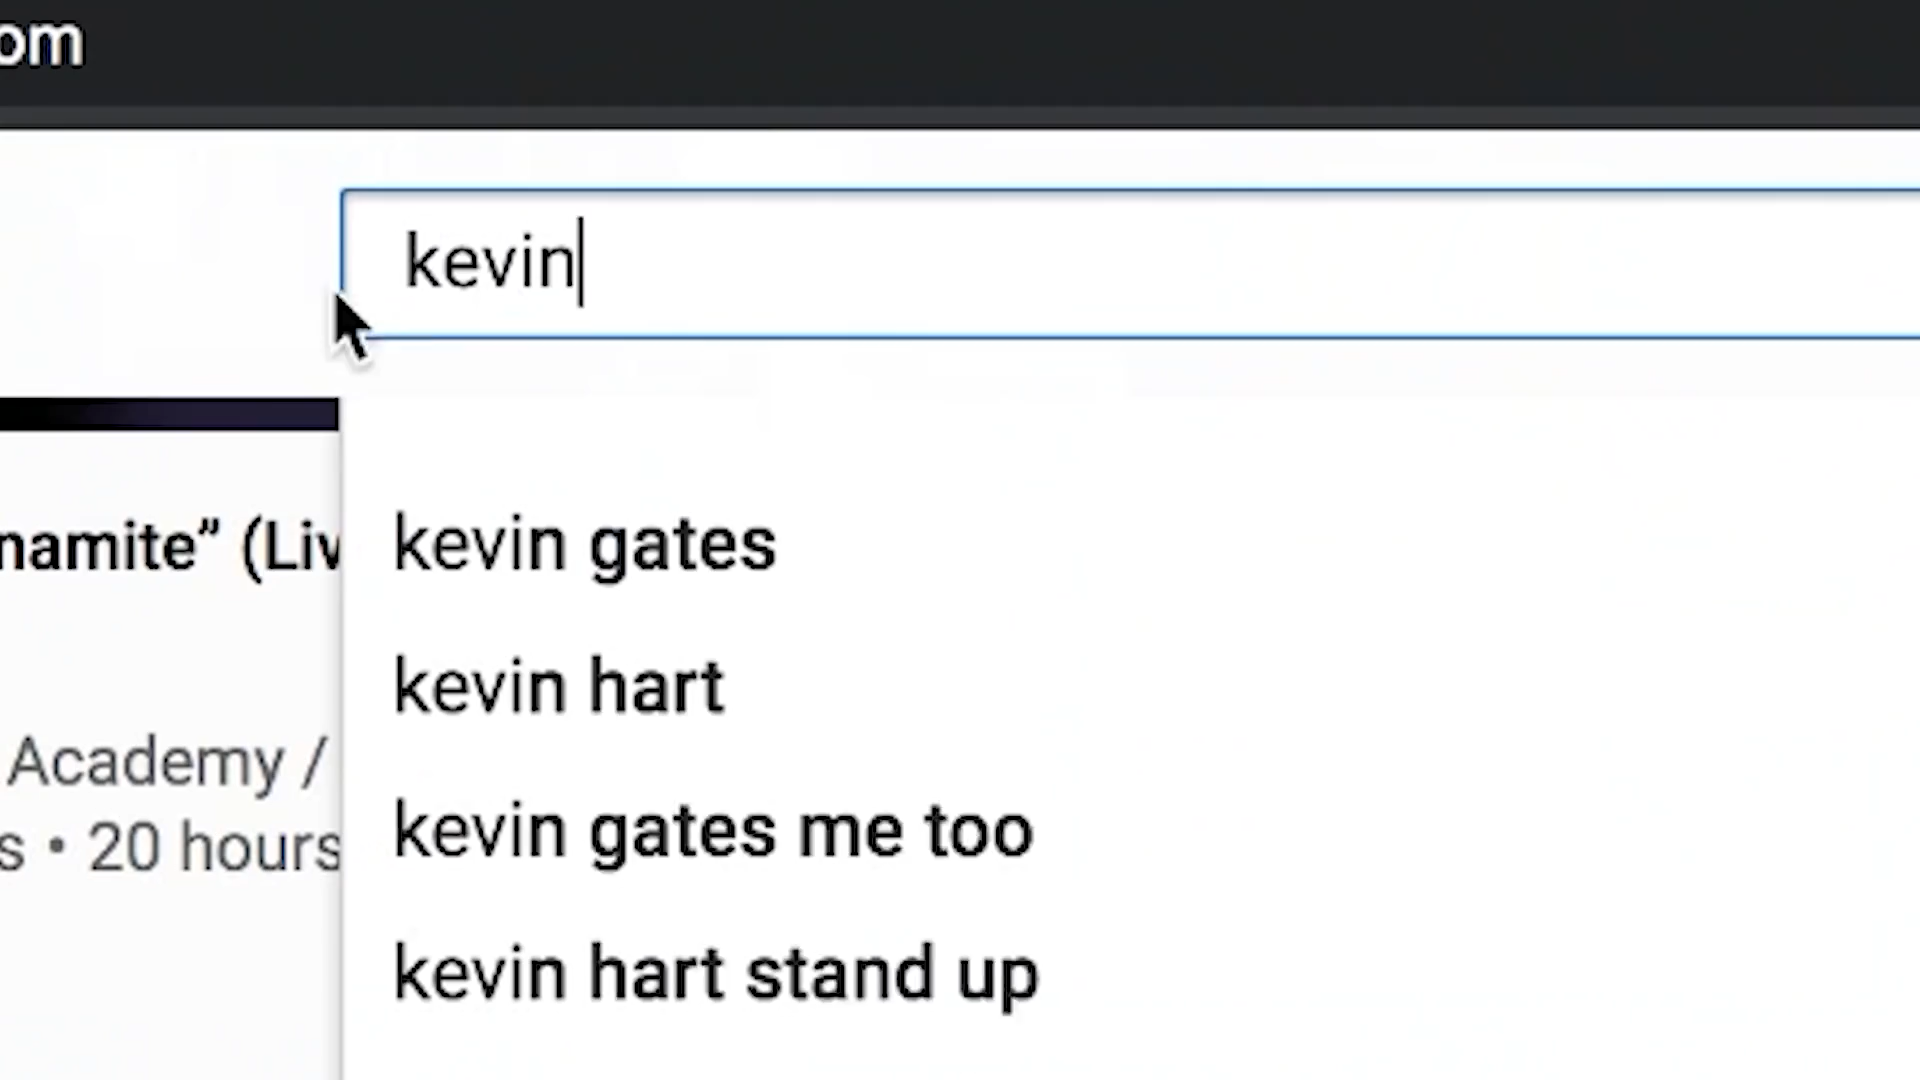 om
kevin
namite” (Liv
Academy /
s • 20 hours
kevin gates
kevin hart
kevin gates me too
kevin hart stand up